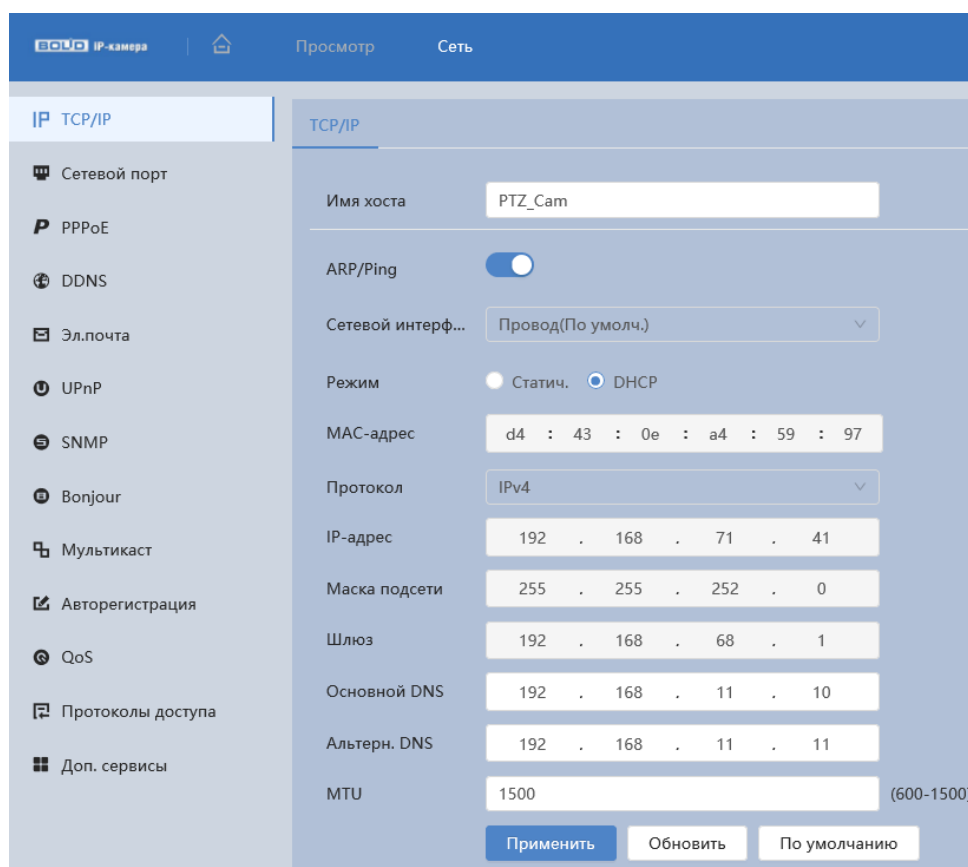 BOLID IP-камера Просмотр Сеть
TCP/IP
Сетевой порт
PPPoE
DDNS
Эл.почта
UPnP
SNMP
Bonjour
Мультикаст
Авторегистрация
QoS
Протоколы доступа
Доп. сервисы
TCP/IP
Имя хоста PTZ_Cam
ARP/Ping
Сетевой интерф... Провод(По умолч.)
Режим Статич. DHCP
MAC-адрес d4 : 43 : 0e : a4 : 59 : 97
Протокол IPv4
IP-адрес 192 . 168 . 71 . 41
Маска подсети 255 . 255 . 252 . 0
Шлюз 192 . 168 . 68 . 1
Основной DNS 192 . 168 . 11 . 10
Альтерн. DNS 192 . 168 . 11 . 11
MTU 1500 (600-1500)
Применить Обновить По умолчанию